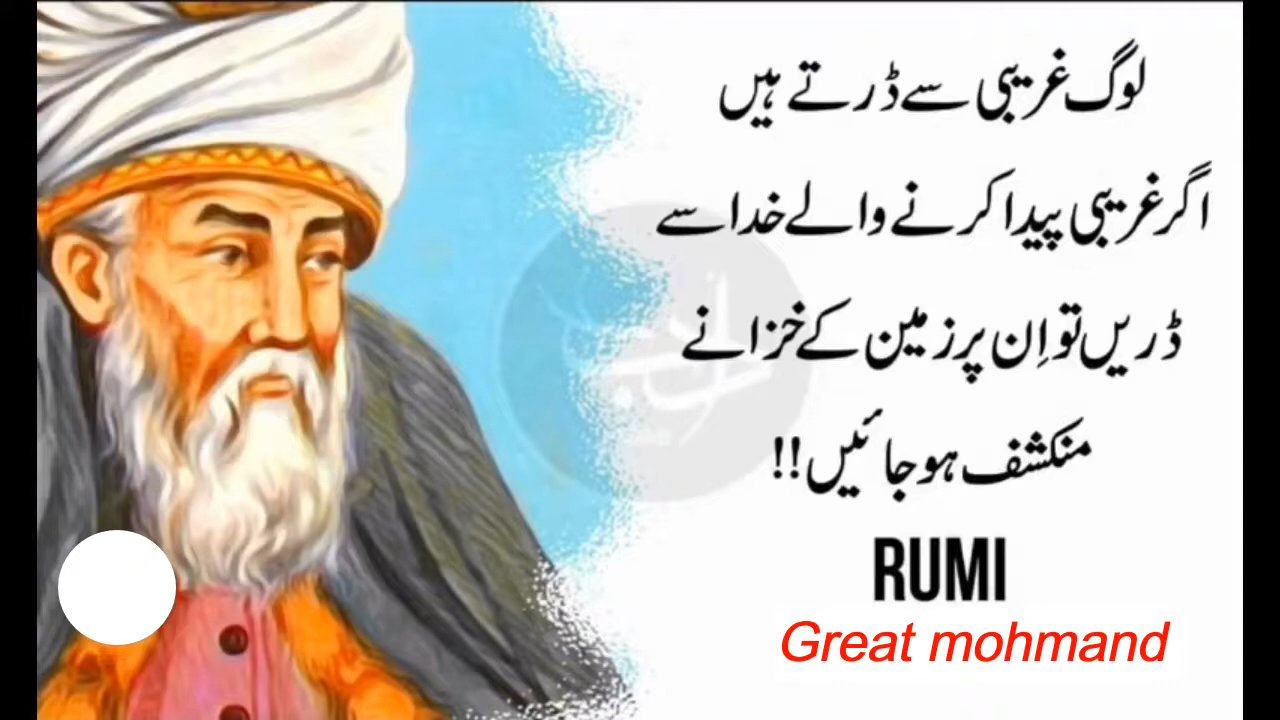 لوگ غریبی سے ڈرتے ہیں
اگر غریبی پیدا کرنے والے خدا سے
ڈریں تو اِن پر زمین کے خزانے
منکشف ہو جائیں!!
RUMI
Great mohmand